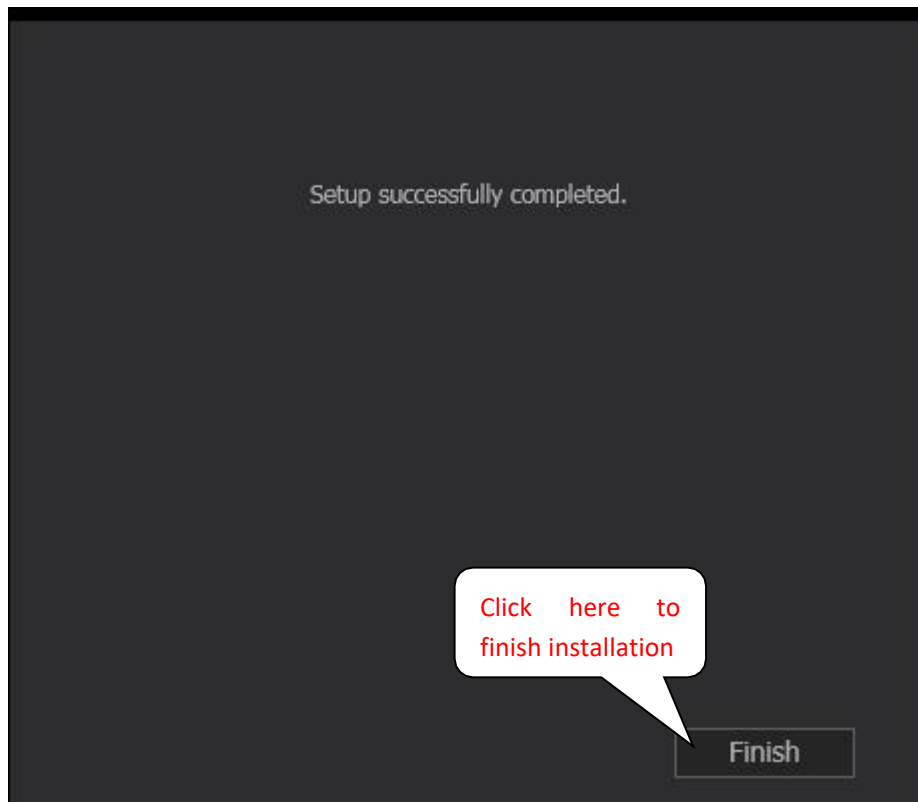 Setup successfully completed.
Click here to
finish installation
Finish